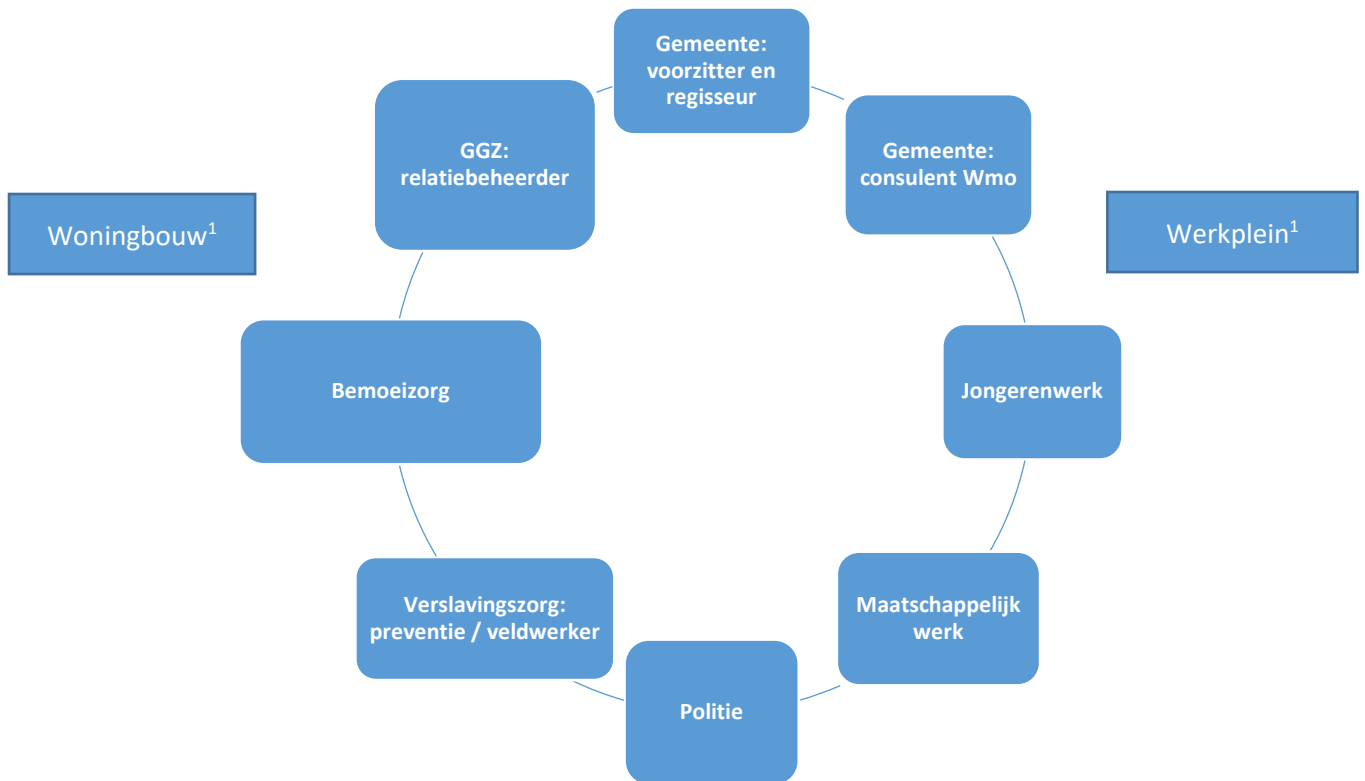 Gemeente:
voorzitter en
regisseur
GGZ:
relatiebeheerder
Gemeente:
consulent Wmo
Woningbouw¹
Werkplein¹
Bemoeizorg
Jongerenwerk
Verslavingszorg:
preventie / veldwerker
Maatschappelijk
werk
Politie